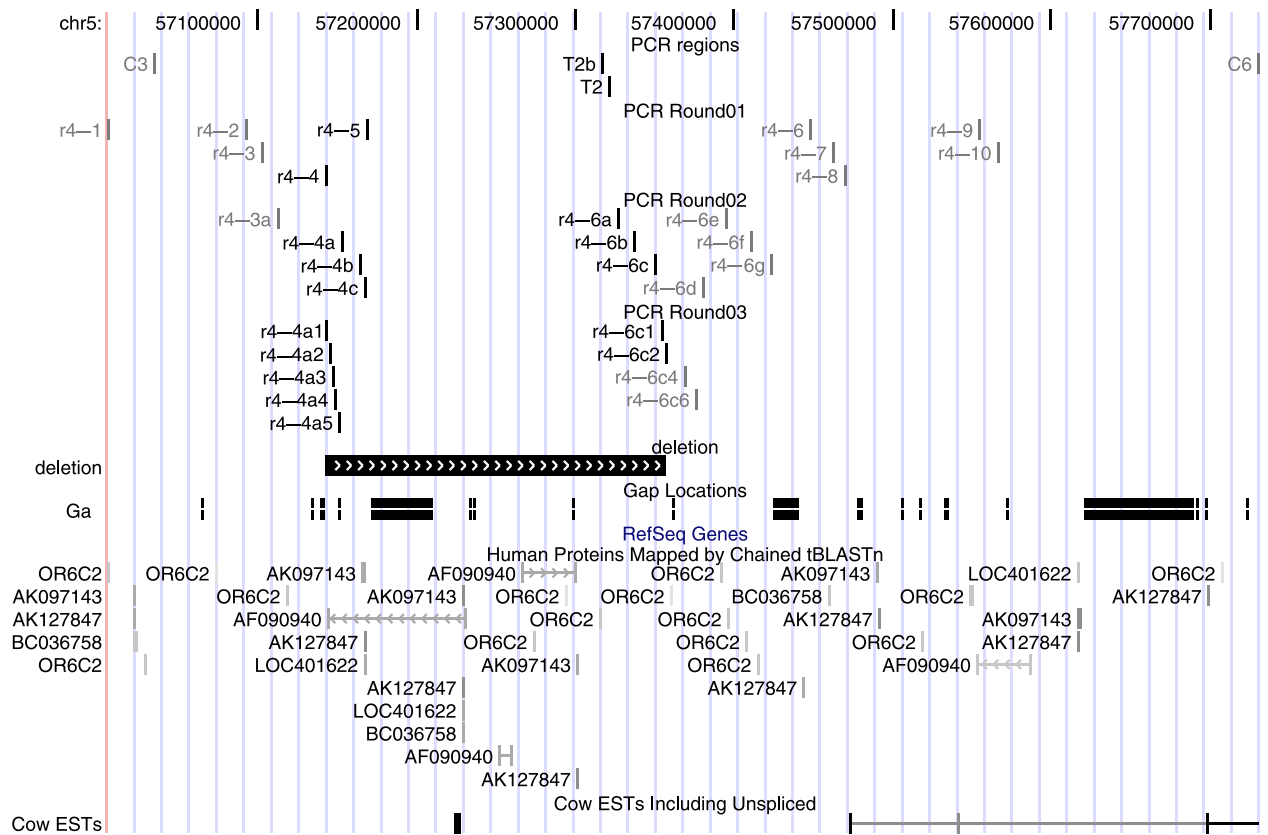 chr5: 57100000 57200000 57300000 57400000 57500000 57600000 57700000
PCR regions
C3 T2b C6
T2
PCR Round01
r4—1 r4—2 r4—5 r4—6 r4—9
r4—3 r4—7 r4—10
r4—4 r4—8
PCR Round02
r4—3a r4—6a r4—6e
r4—4a r4—6b r4—6f
r4—4b r4—6c r4—6g
r4—4c r4—6d
PCR Round03
r4—4a1 r4—6c1
r4—4a2 r4—6c2
r4—4a3 r4—6c4
r4—4a4 r4—6c6
r4—4a5
deletion
deletion
Gap Locations
Ga
RefSeq Genes
Human Proteins Mapped by Chained tBLASTn
OR6C2 OR6C2 AK097143 AF090940 OR6C2 AK097143 LOC401622 OR6C2
AK097143 OR6C2 AK097143 OR6C2 OR6C2 BC036758 OR6C2 AK127847
AK127847 AF090940 OR6C2 OR6C2 AK127847 AK097143
BC036758 AK127847 OR6C2 OR6C2 OR6C2 AK127847
OR6C2 LOC401622 AK097143 OR6C2 AF090940
AK127847 AK127847
LOC401622
BC036758
AF090940
AK127847
Cow ESTs Including Unspliced
Cow ESTs